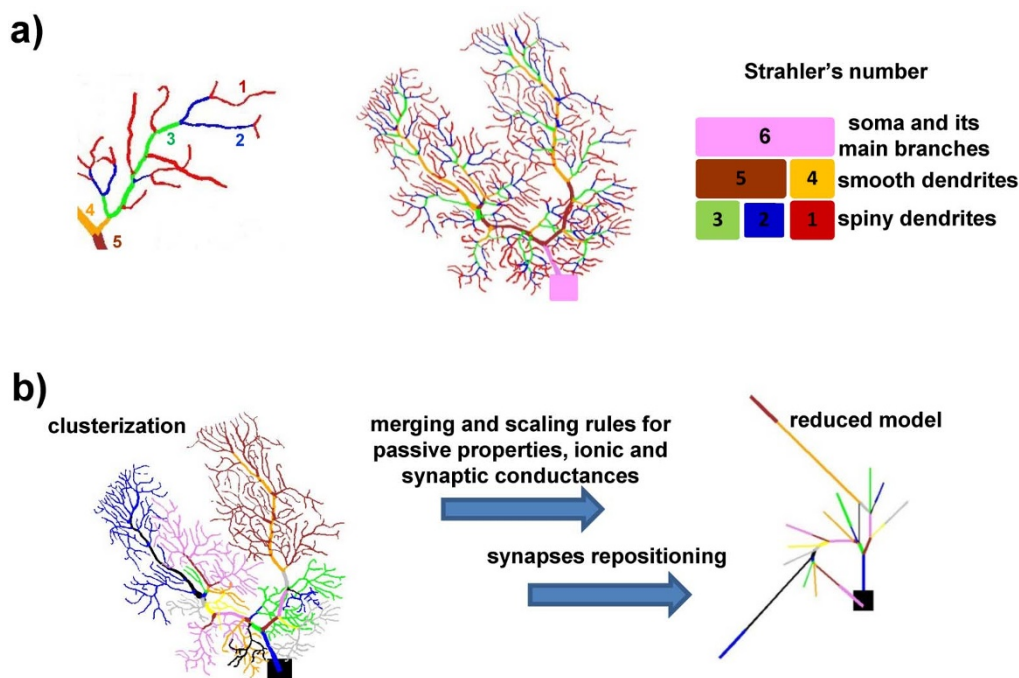 a)
1
2
3
4
5
Strahler's number
6
soma and its
main branches
5
4
smooth dendrites
3
2
1
spiny dendrites
b)
clusterization
merging and scaling rules for
passive properties, ionic and
synaptic conductances
synapses repositioning
reduced model